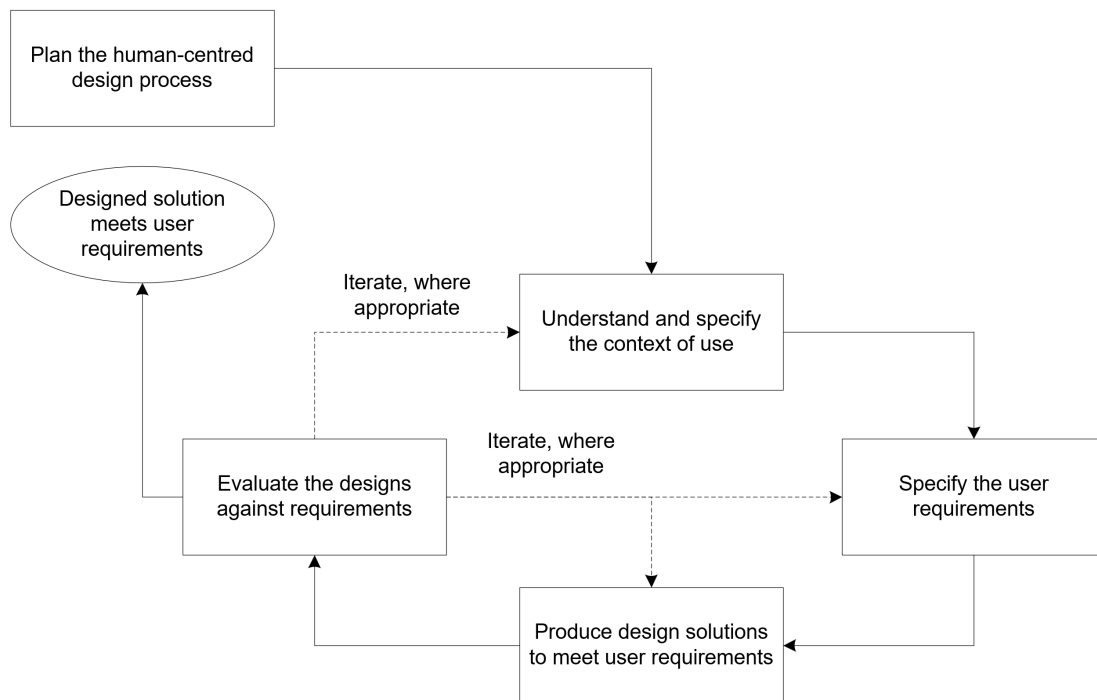 Plan the human-centred
design process
Designed solution
meets user
requirements
Iterate, where
appropriate
Understand and specify
the context of use
Iterate, where
appropriate
Evaluate the designs
against requirements
Specify the user
requirements
Produce design solutions
to meet user requirements